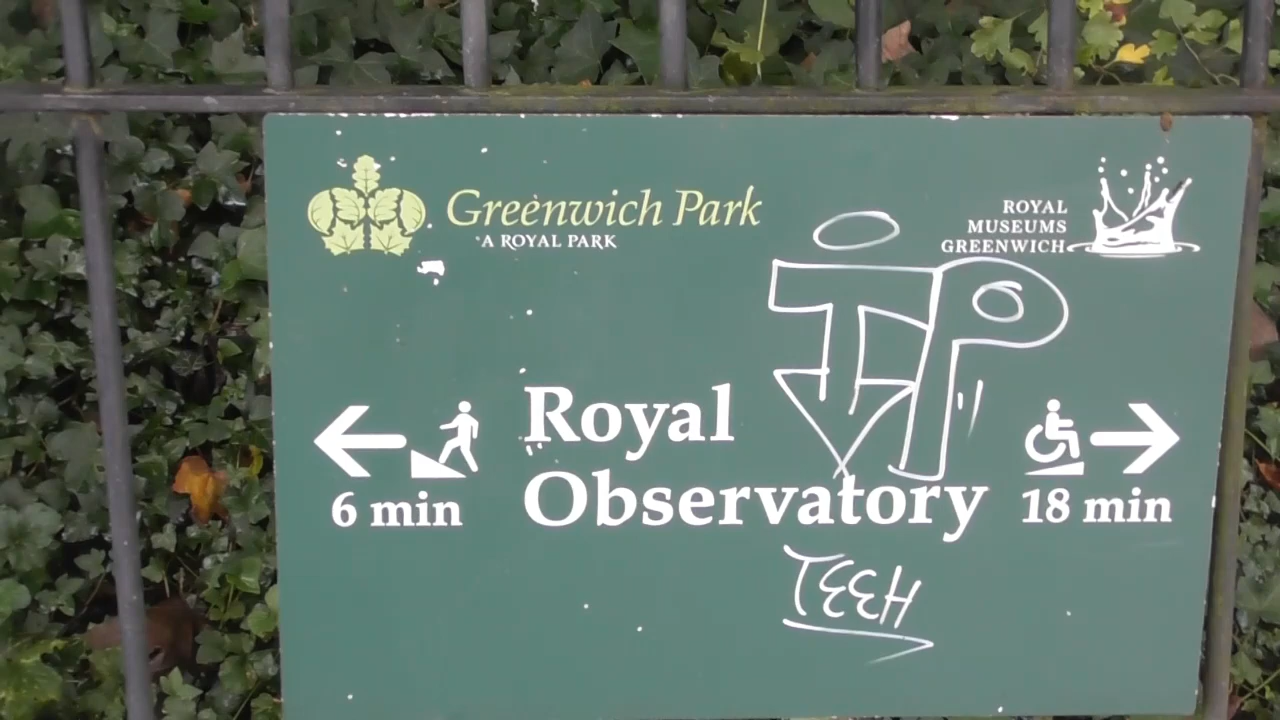 Greenwich Park
A ROYAL PARK
ROYAL
MUSEUMS
GREENWICH
Royal
Observatory
6 min
18 min
TEEH